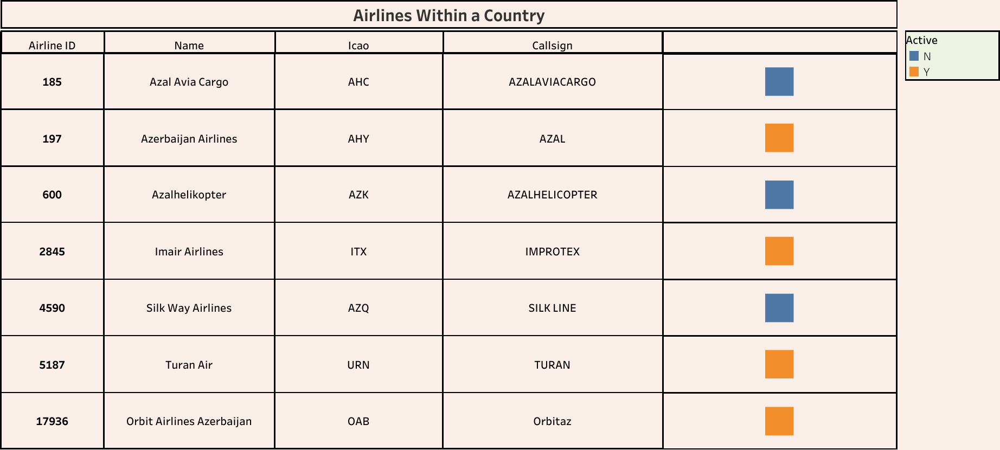 Airlines Within a Country
Airline ID Name Icao Callsign
185 Azal Avia Cargo AHC AZALAVIACARGO
197 Azerbaijan Airlines AHY AZAL
600 Azalhelikopter AZK AZALHELICOPTER
2845 Imair Airlines ITX IMPROTEX
4590 Silk Way Airlines AZQ SILK LINE
5187 Turan Air URN TURAN
17936 Orbit Airlines Azerbaijan OAB Orbitaz
Active
N
Y